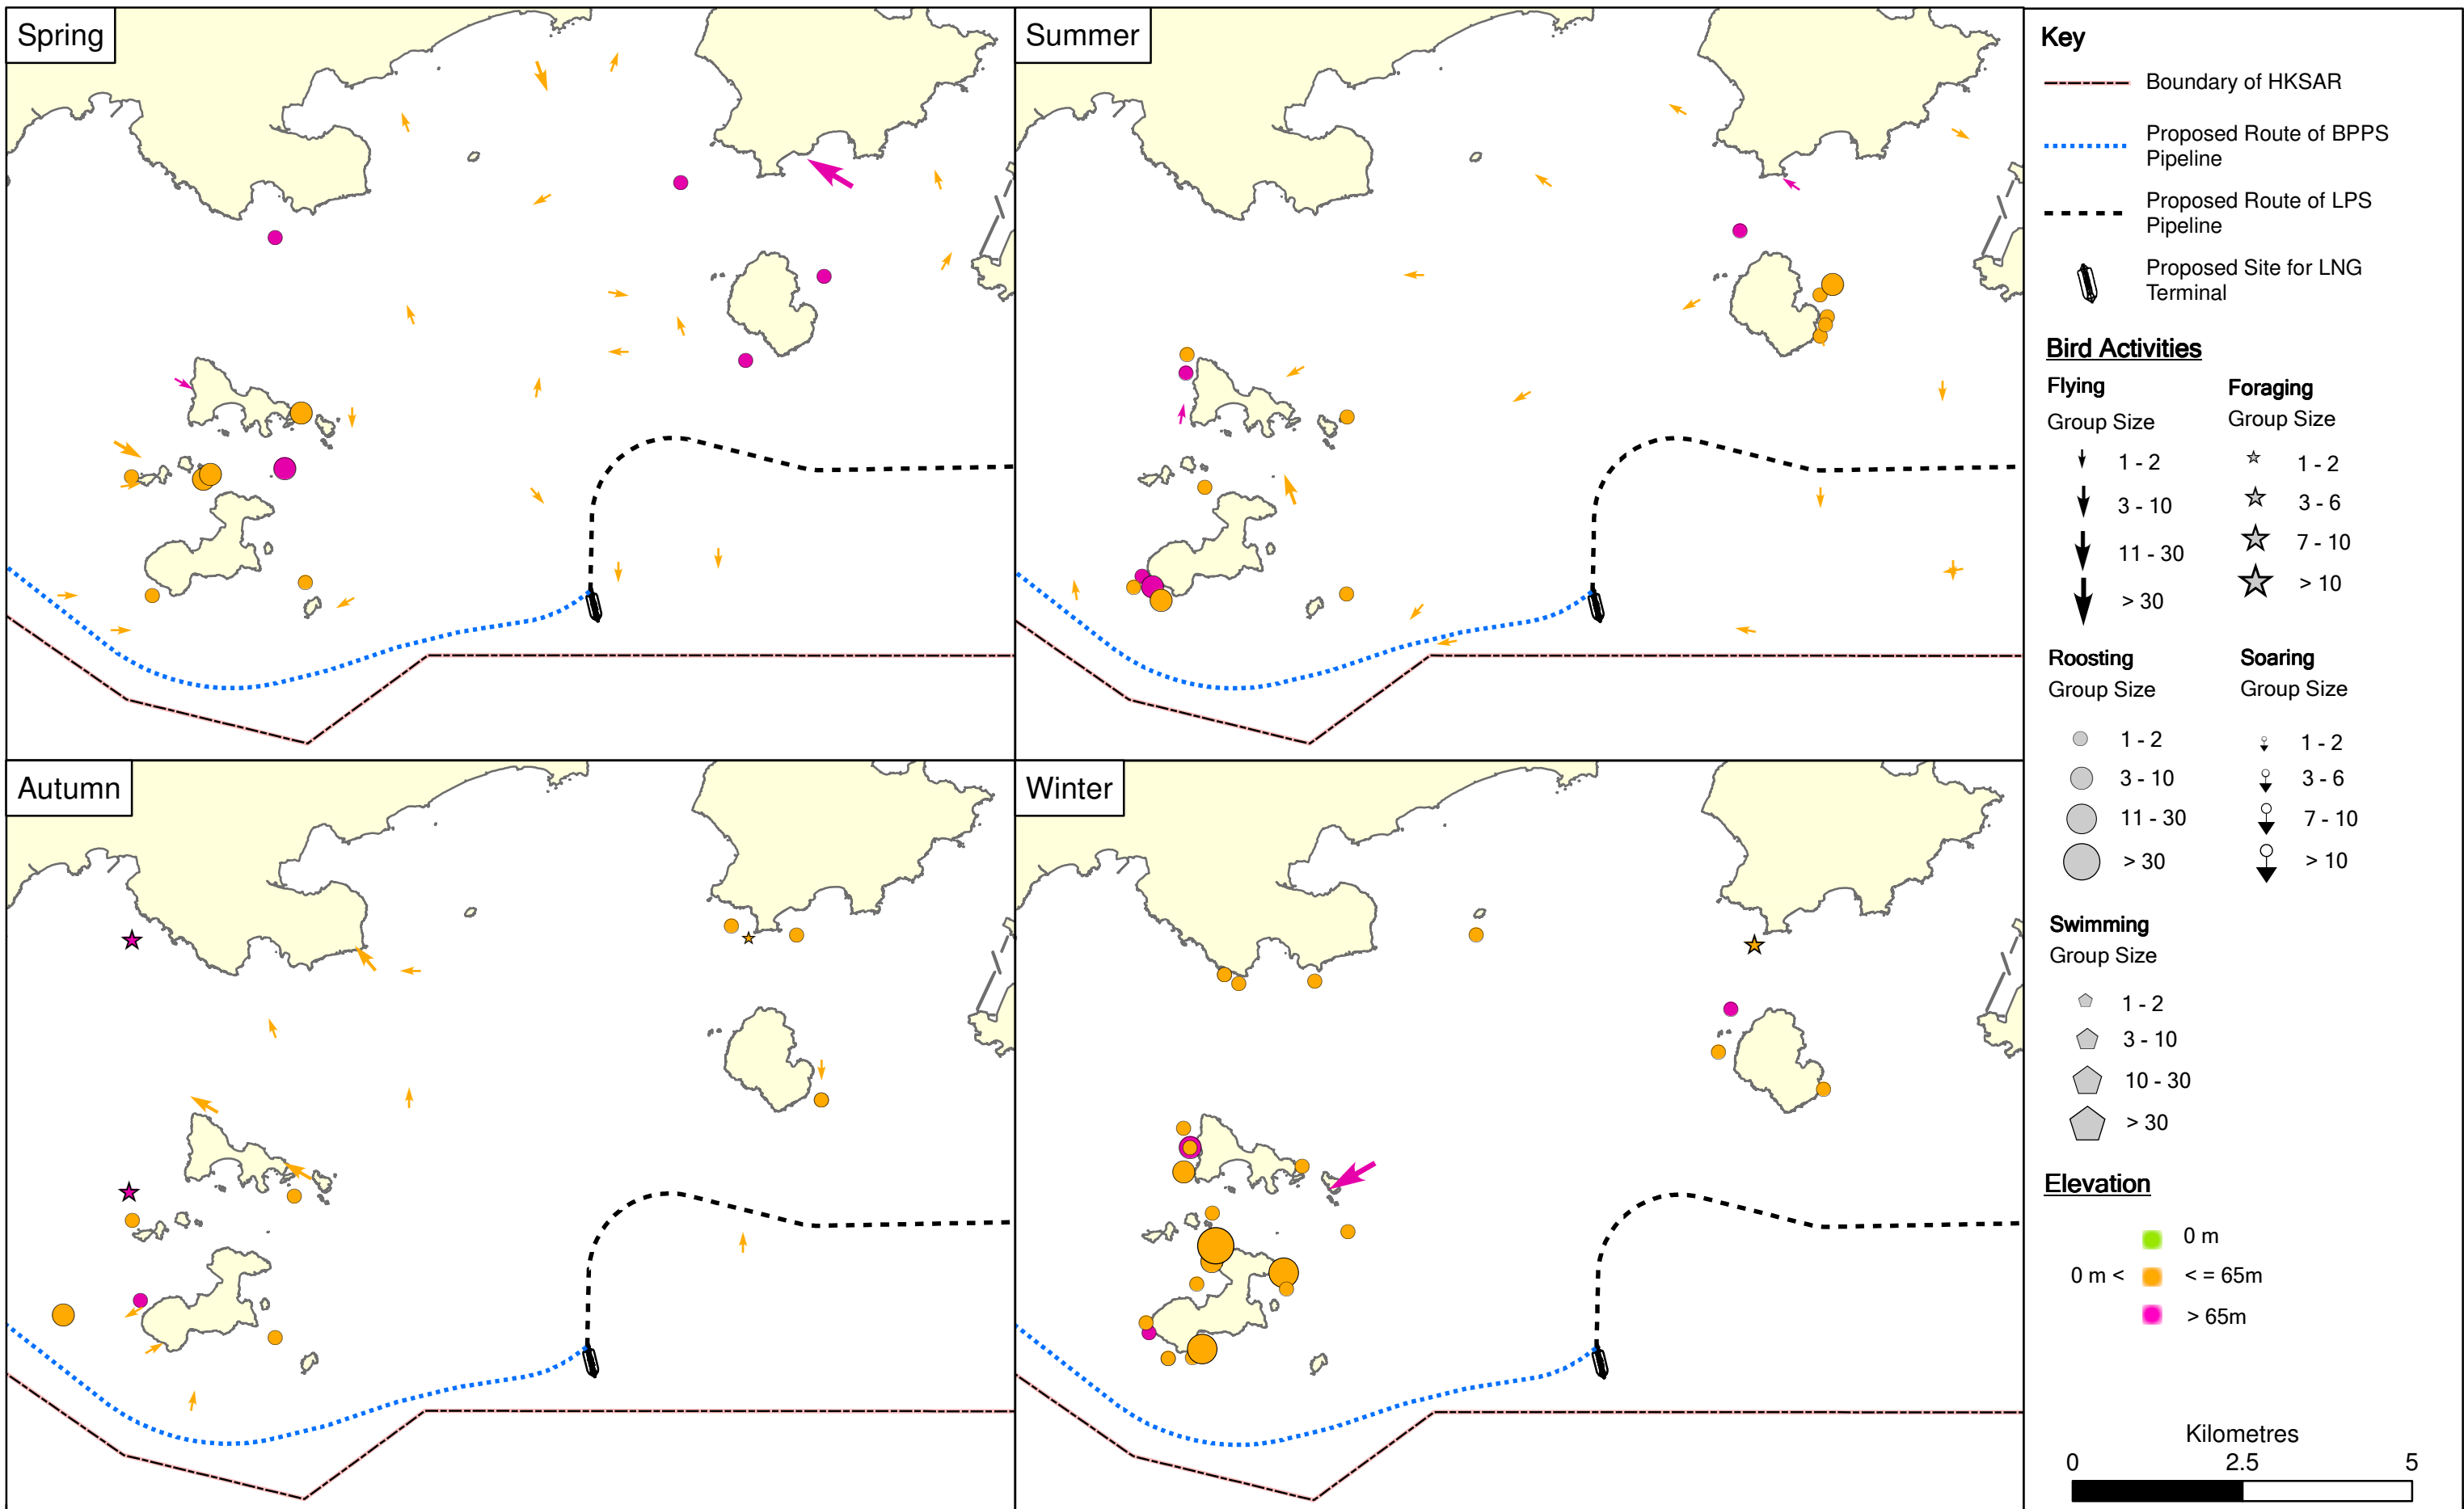 Spring
Summer
Autumn
Winter
Key
Boundary of HKSAR
Proposed Route of BPPS
Pipeline
Proposed Route of LPS
Pipeline
Proposed Site for LNG
Terminal
Bird Activities
Flying
Group Size
1 - 2
3 - 10
11 - 30
> 30
Foraging
Group Size
1 - 2
3 - 6
7 - 10
> 10
Roosting
Group Size
1 - 2
3 - 10
11 - 30
> 30
Soaring
Group Size
1 - 2
3 - 6
7 - 10
> 10
Swimming
Group Size
1 - 2
3 - 10
10 - 30
> 30
Elevation
0 m
0 m < < = 65m
> 65m
Kilometres
0 2.5 5